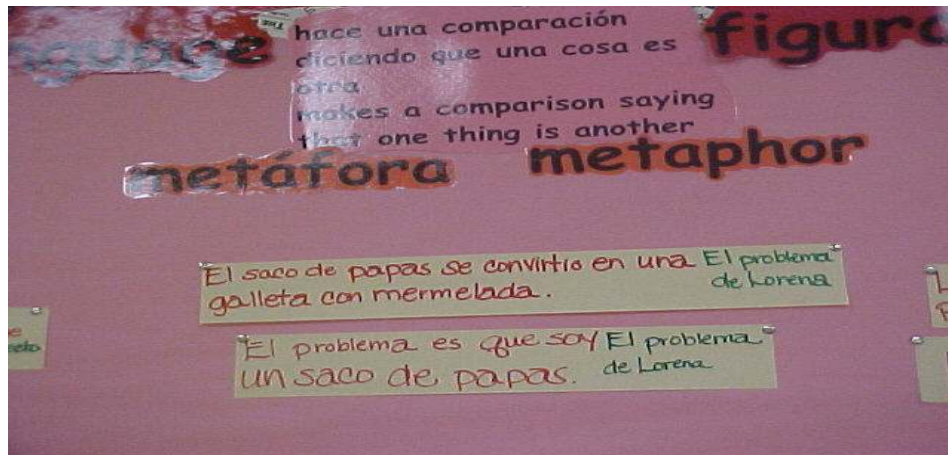 hace una comparación
diciendo que una cosa es
otra
makes a comparison saying
that one thing is another
metáfora metaphor
El saco de papas se convirtio en una El problema
galleta con mermelada. de Lorena
El problema es que soy El problema
un saco de papas. de Lorena